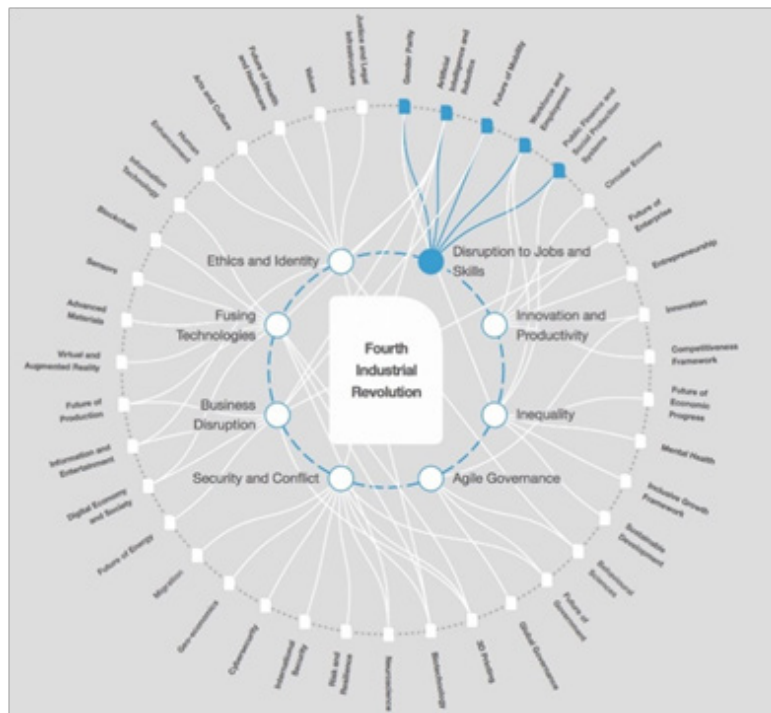 Justice and Legal
Infrastructure
Gender Parity
Artificial
Intelligence and
Robotics
Future of Mobility
Workforce and
Employment
Public Finance and
Social Protection
Systems
Circular Economy
Future of
Enterprise
Entrepreneurship
Innovation
Competitiveness
Framework
Future of
Economic
Progress
Mental Health
Inclusive Growth
Framework
Sustainable
Development
Behavioural
Sciences
Future of
Government
Global Governance
3D Printing
Biotechnology
Neuroscience
Risk and
Resilience
International
Security
Cybersecurity
Geo-economics
Migration
Future of Energy
Digital Economy
and Society
Information and
Entertainment
Future of
Production
Virtual and
Augmented Reality
Advanced
Materials
Sensors
Blockchain
Information
Technology
Human
Enhancement
Arts and Culture
Future of Health
and Healthcare
Values
Ethics and Identity
Disruption to Jobs and
Skills
Fusing
Technologies
Innovation and
Productivity
Fourth
Industrial
Revolution
Business
Disruption
Inequality
Security and Conflict
Agile Governance